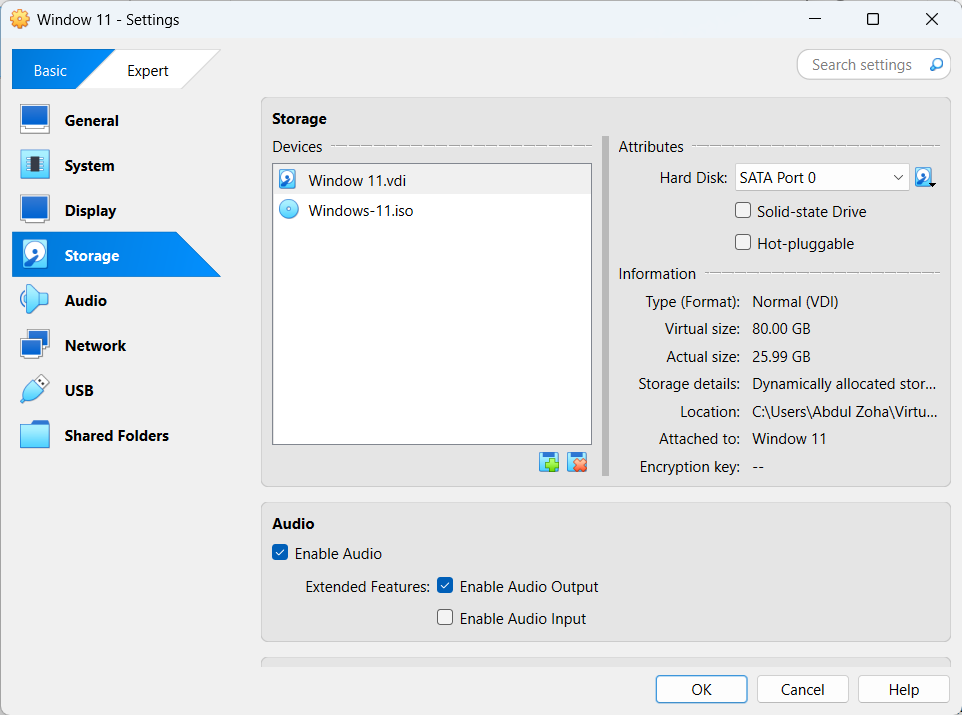 Window 11 - Settings
Basic
Expert
Search settings
General
System
Display
Storage
Audio
Network
USB
Shared Folders
Storage
Devices
Window 11.vdi
Windows-11.iso
Attributes
Hard Disk: SATA Port 0
Solid-state Drive
Hot-pluggable
Information
Type (Format): Normal (VDI)
Virtual size: 80.00 GB
Actual size: 25.99 GB
Storage details: Dynamically allocated stor...
Location: C:\Users\Abdul Zoha\Virtu...
Attached to: Window 11
Encryption key: --
Audio
Enable Audio
Extended Features: Enable Audio Output
Enable Audio Input
OK
Cancel
Help